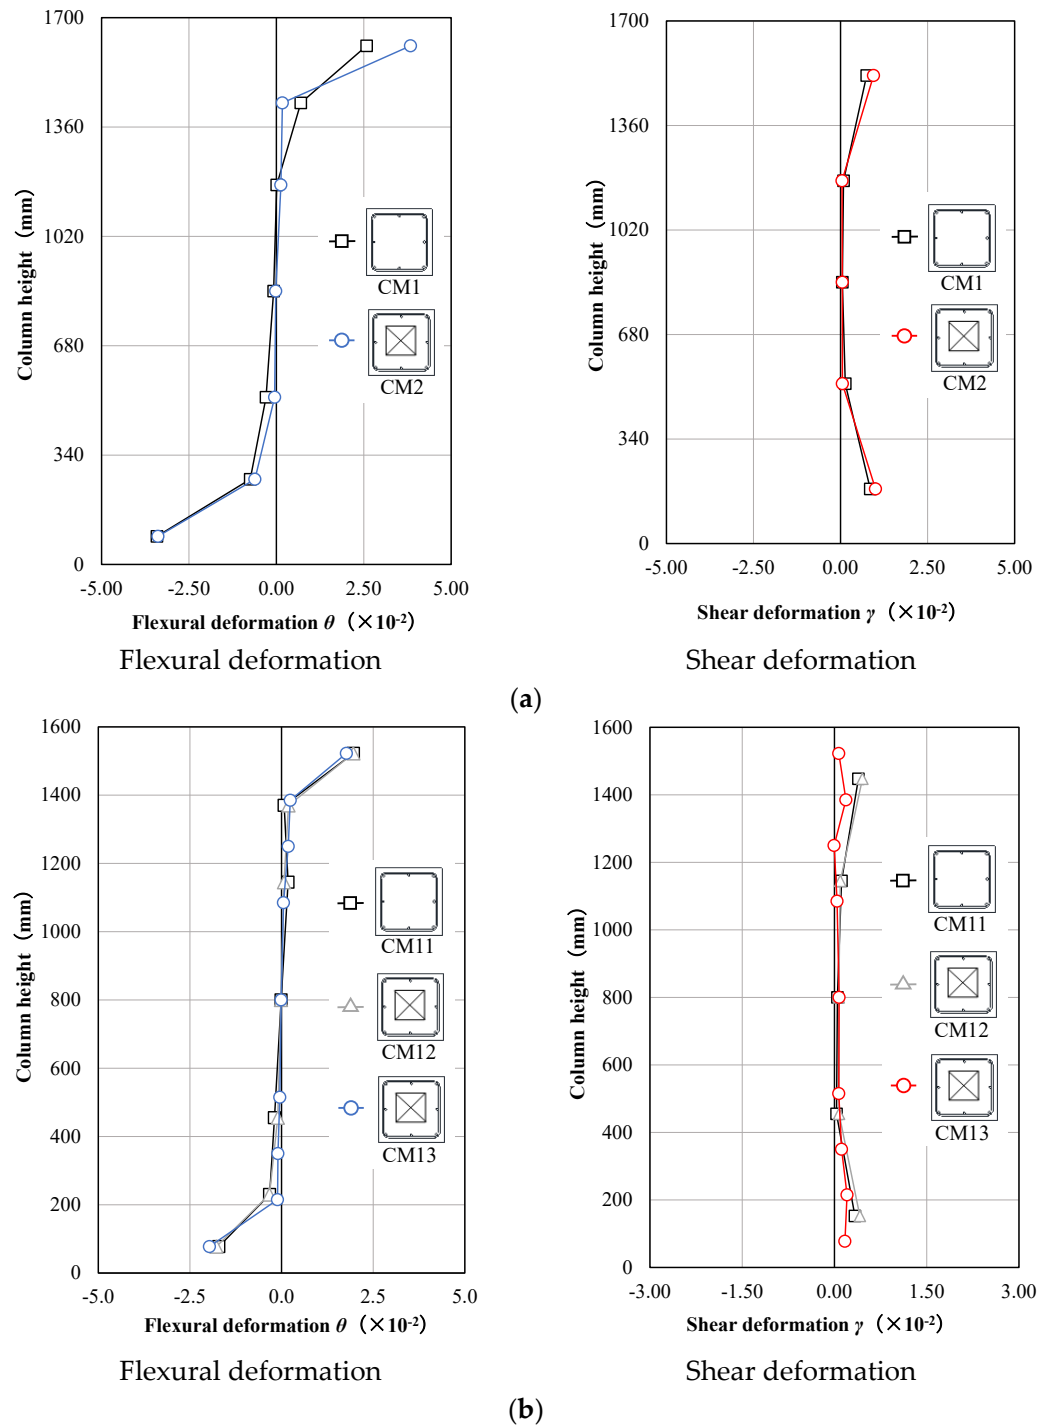 1700
1360
1020
680
340
0
Column height (mm)
-5.00 -2.50 0.00 2.50 5.00
Flexural deformation θ (×10⁻²)
CM1
CM2
Flexural deformation
1700
1360
1020
680
340
0
Column height (mm)
-5.00 -2.50 0.00 2.50 5.00
Shear deformation γ (×10⁻²)
CM1
CM2
Shear deformation
(a)
1600
1400
1200
1000
800
600
400
200
0
Column height (mm)
-5.0 -2.5 0.0 2.5 5.0
Flexural deformation θ (×10⁻²)
CM11
CM12
CM13
Flexural deformation
1600
1400
1200
1000
800
600
400
200
0
Column height (mm)
-3.00 -1.50 0.00 1.50 3.00
Shear deformation γ (×10⁻²)
CM11
CM12
CM13
Shear deformation
(b)